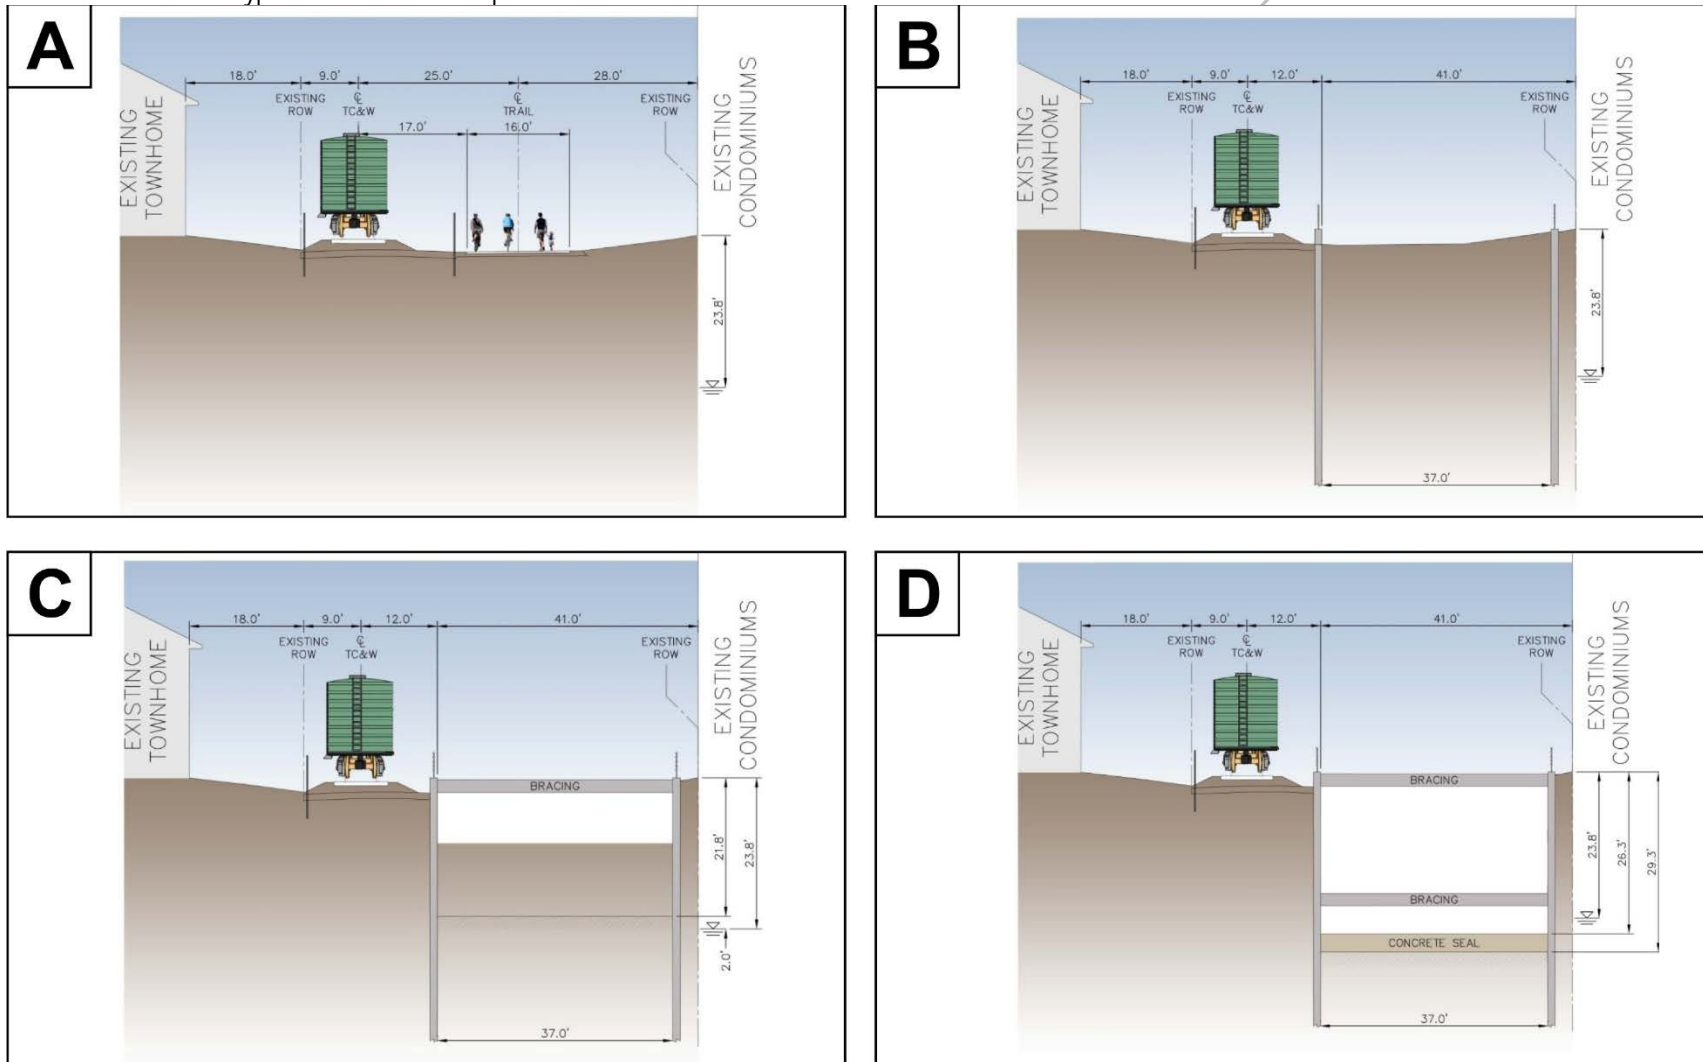 A
18.0'
9.0'
25.0'
28.0'
EXISTING
ROW
℄
TC&W
℄
TRAIL
EXISTING
ROW
17.0'
16.0'
EXISTING
TOWNHOME
EXISTING
CONDOMINIUMS
23.8'
B
18.0'
9.0'
12.0'
41.0'
EXISTING
ROW
℄
TC&W
EXISTING
ROW
EXISTING
TOWNHOME
EXISTING
CONDOMINIUMS
23.8'
37.0'
C
18.0'
9.0'
12.0'
41.0'
EXISTING
ROW
℄
TC&W
EXISTING
ROW
EXISTING
TOWNHOME
EXISTING
CONDOMINIUMS
BRACING
21.8'
23.8'
2.0'
37.0'
D
18.0'
9.0'
12.0'
41.0'
EXISTING
ROW
℄
TC&W
EXISTING
ROW
EXISTING
TOWNHOME
EXISTING
CONDOMINIUMS
BRACING
23.8'
26.3'
29.3'
BRACING
CONCRETE SEAL
37.0'